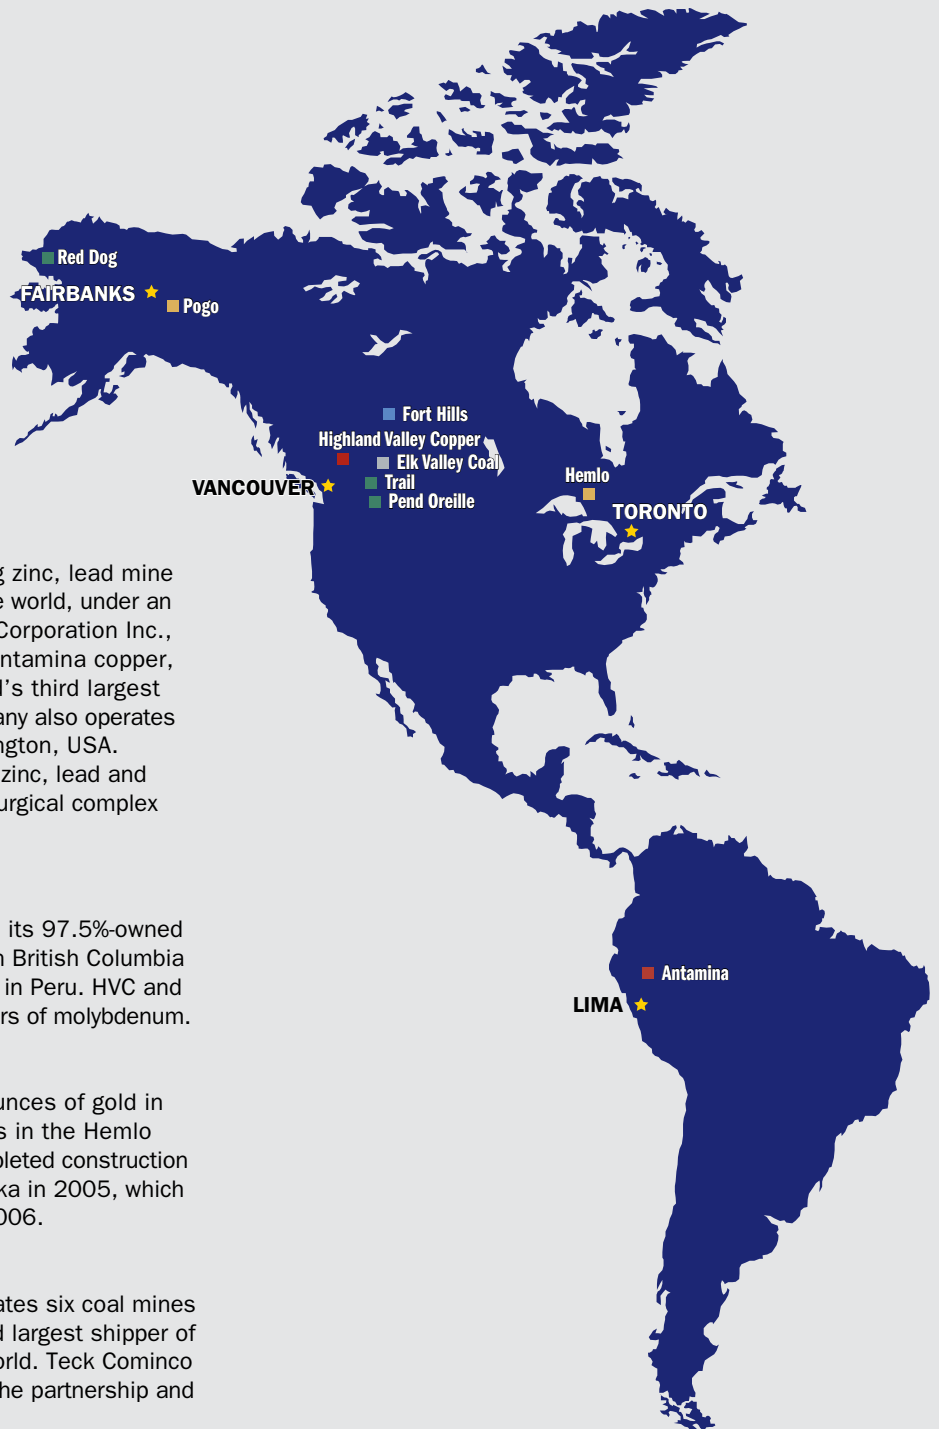 Red Dog
FAIRBANKS
Pogo
Fort Hills
Highland Valley Copper
Elk Valley Coal
Trail
Pend Oreille
VANCOUVER
Hemlo
TORONTO
g zinc, lead mine
e world, under an
Corporation Inc.,
ntamina copper,
l's third largest
any also operates
ngton, USA.
zinc, lead and
urgical complex
its 97.5%-owned
n British Columbia
in Peru. HVC and
rs of molybdenum.
Antamina
LIMA
unces of gold in
s in the Hemlo
pleted construction
ka in 2005, which
006.
ates six coal mines
d largest shipper of
orld. Teck Cominco
he partnership and